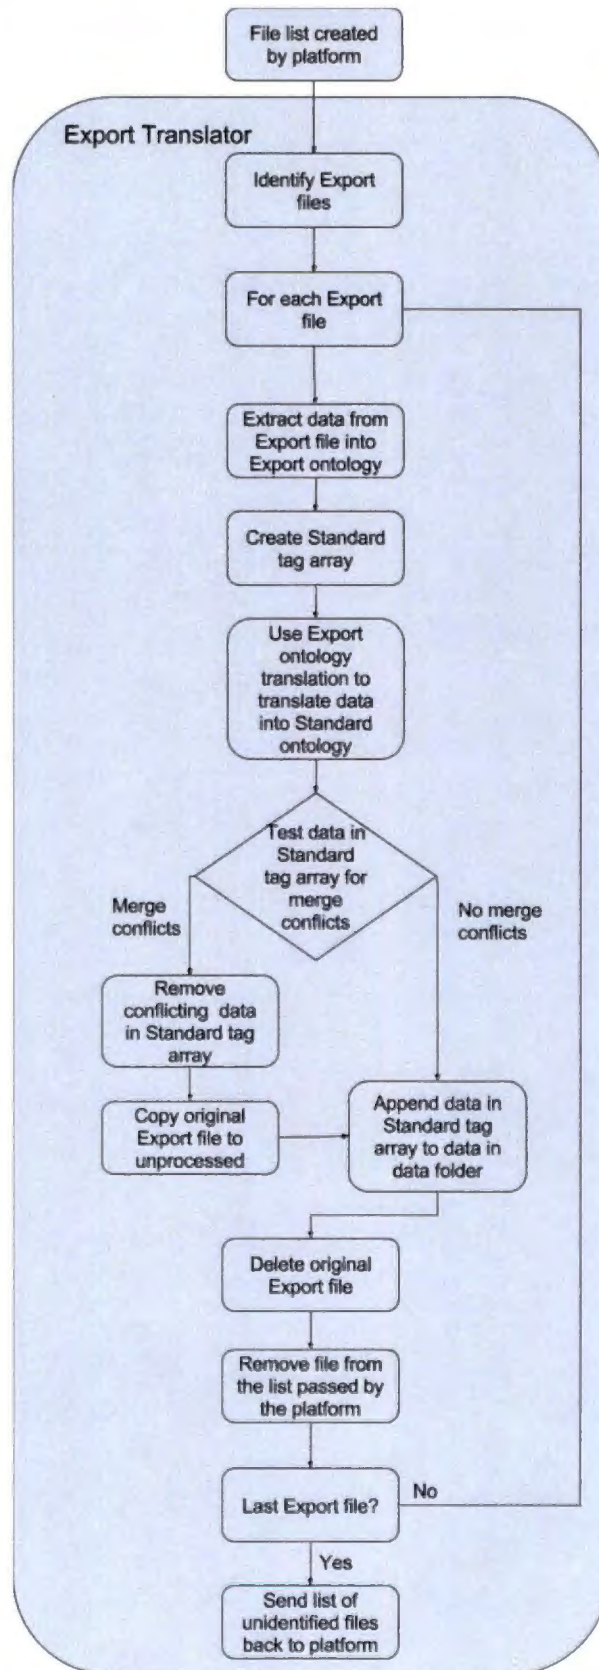 File list created
by platform
Export Translator
Identify Export
files
For each Export
file
Extract data from
Export file into
Export ontology
Create Standard
tag array
Use Export
ontology
translation to
translate data
into Standard
ontology
Test data in
Standard
tag array for
merge
conflicts
Merge
conflicts
No merge
conflicts
Remove
conflicting data
in Standard tag
array
Copy original
Export file to
unprocessed
Append data in
Standard tag
array to data in
data folder
Delete original
Export file
Remove file from
the list passed by
the platform
Last Export file?
No
Yes
Send list of
unidentified files
back to platform